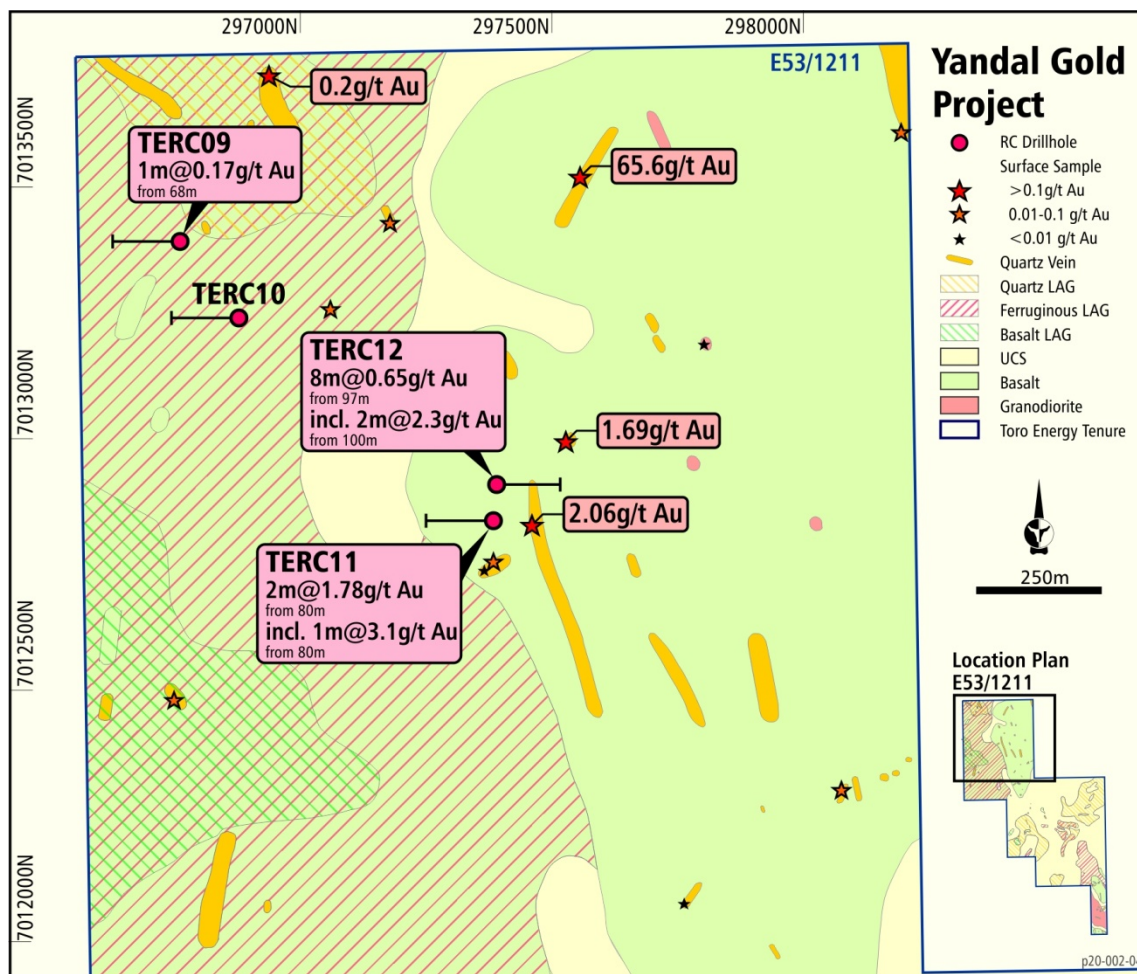 297000N
297500N
298000N
7013500N
7013000N
7012500N
7012000N
E53/1211
0.2g/t Au
TERC09
1m@0.17g/t Au
from 68m
65.6g/t Au
TERC10
TERC12
8m@0.65g/t Au
from 97m
incl. 2m@2.3g/t Au
from 100m
1.69g/t Au
2.06g/t Au
TERC11
2m@1.78g/t Au
from 80m
incl. 1m@3.1g/t Au
from 80m
Yandal Gold
Project
RC Drillhole
Surface Sample
>0.1g/t Au
0.01-0.1 g/t Au
<0.01 g/t Au
Quartz Vein
Quartz LAG
Ferruginous LAG
Basalt LAG
UCS
Basalt
Granodiorite
Toro Energy Tenure
250m
Location Plan
E53/1211